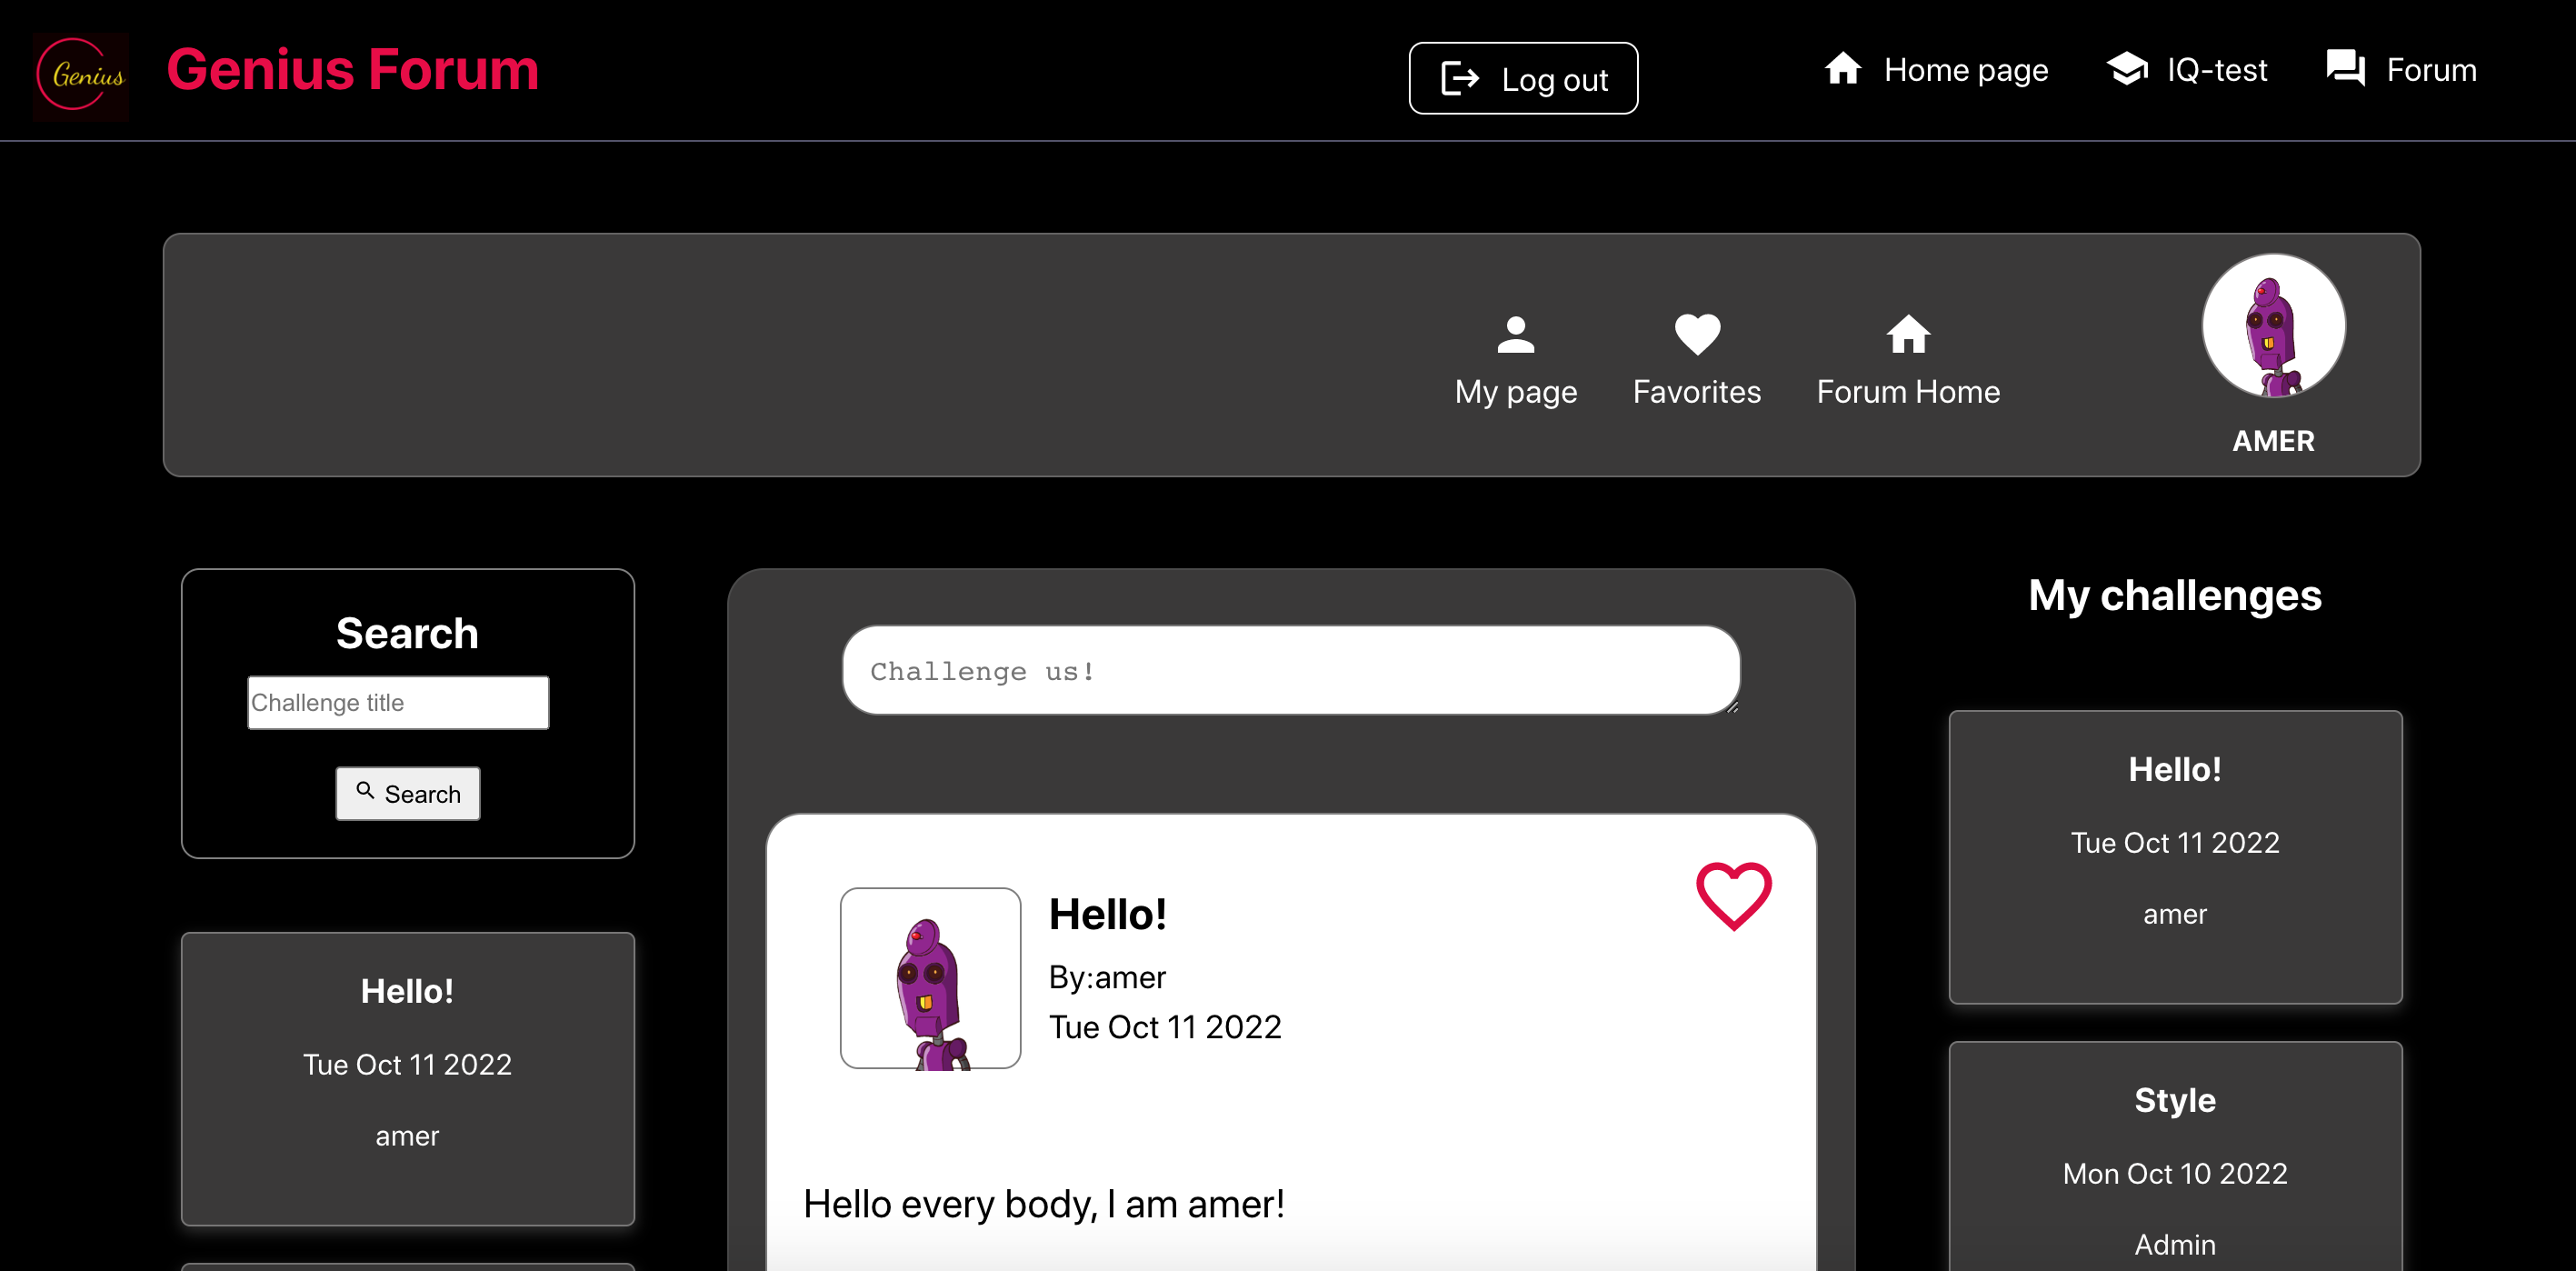 Genius
Genius Forum
Log out
Home page
IQ-test
Forum
My page
Favorites
Forum Home
AMER
Search
Challenge title
Search
Hello!
Tue Oct 11 2022
amer
Challenge us!
Hello!
By:amer
Tue Oct 11 2022
Hello every body, I am amer!
My challenges
Hello!
Tue Oct 11 2022
amer
Style
Mon Oct 10 2022
Admin